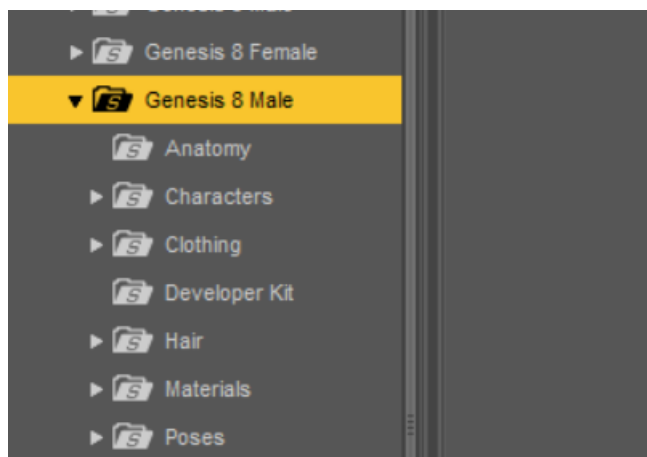 Genesis 8 Female
Genesis 8 Male
Anatomy
Characters
Clothing
Developer Kit
Hair
Materials
Poses